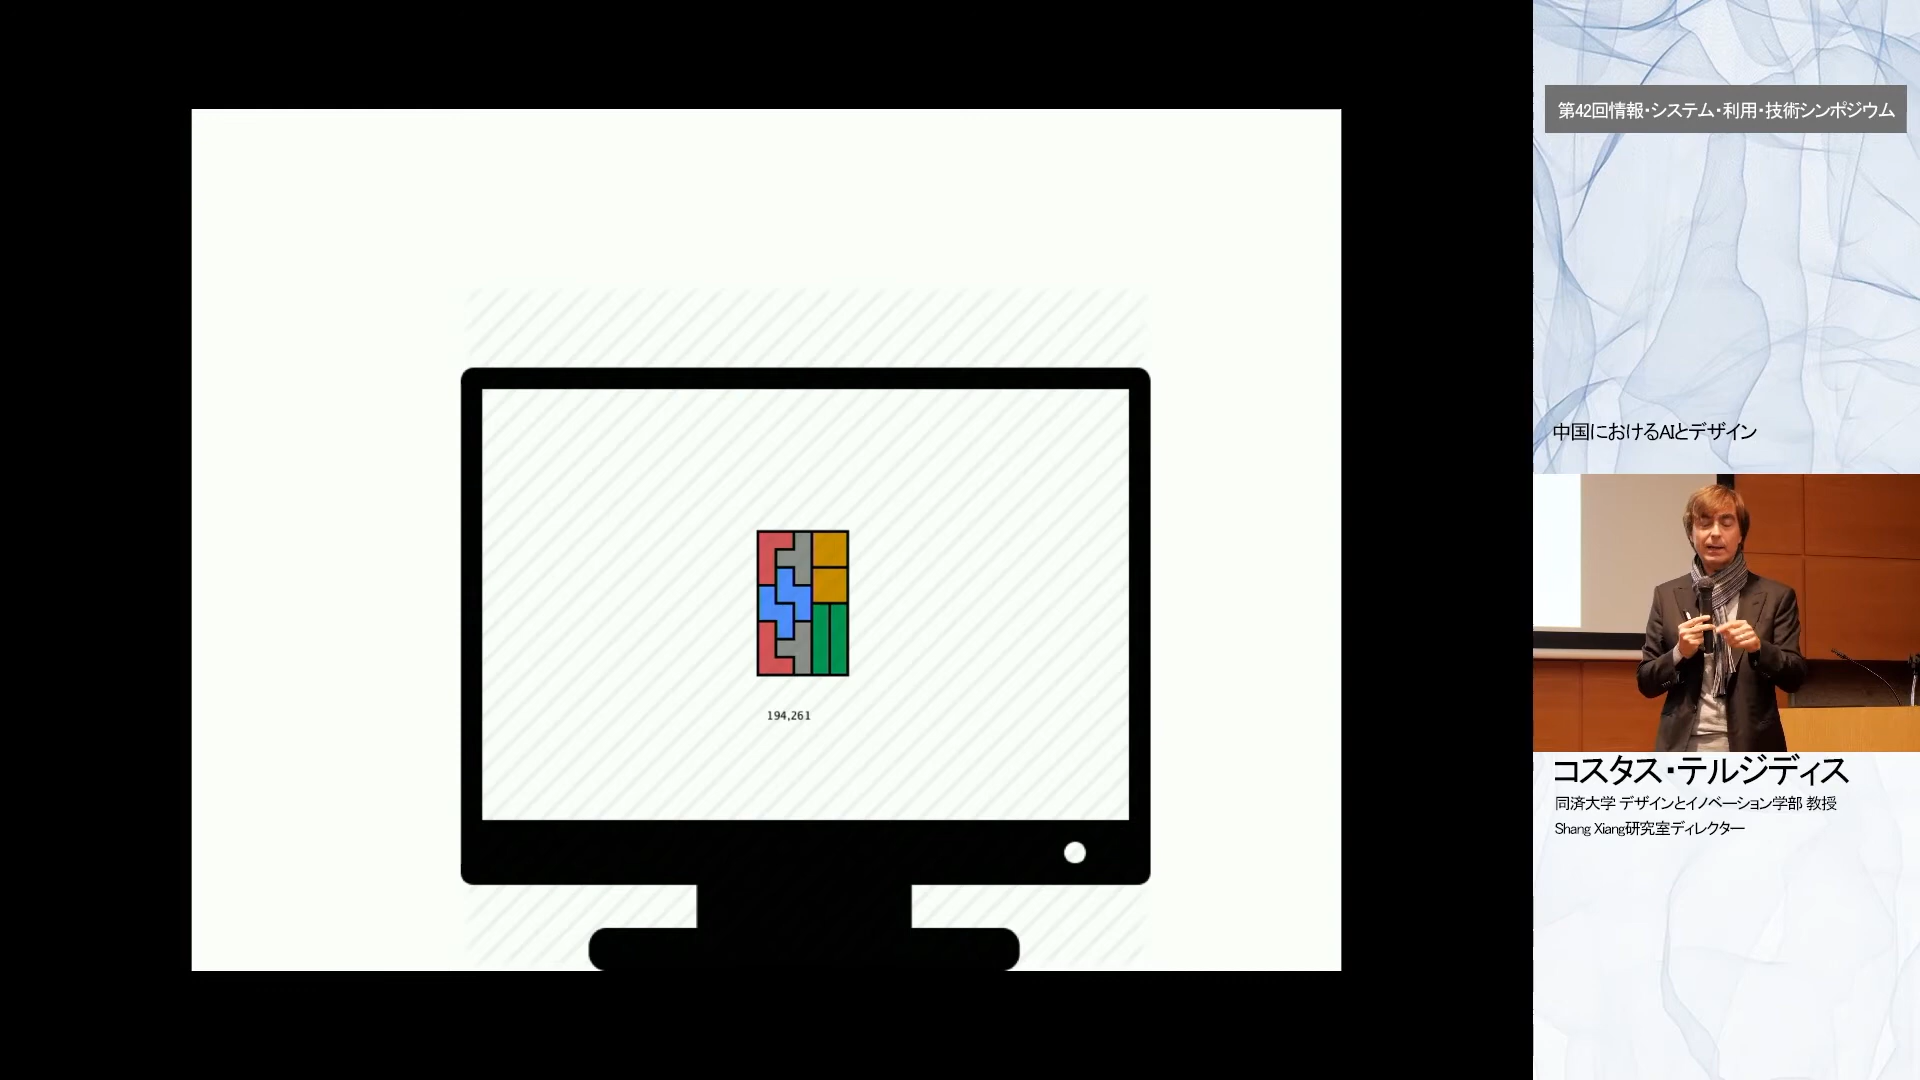 第42回情報・システム・利用・技術シンポジウム
中国におけるAIとデザイン
194,261
コスタス・テルジディス
同済大学 デザインとイノベーション学部 教授
Shang Xiang研究室ディレクター